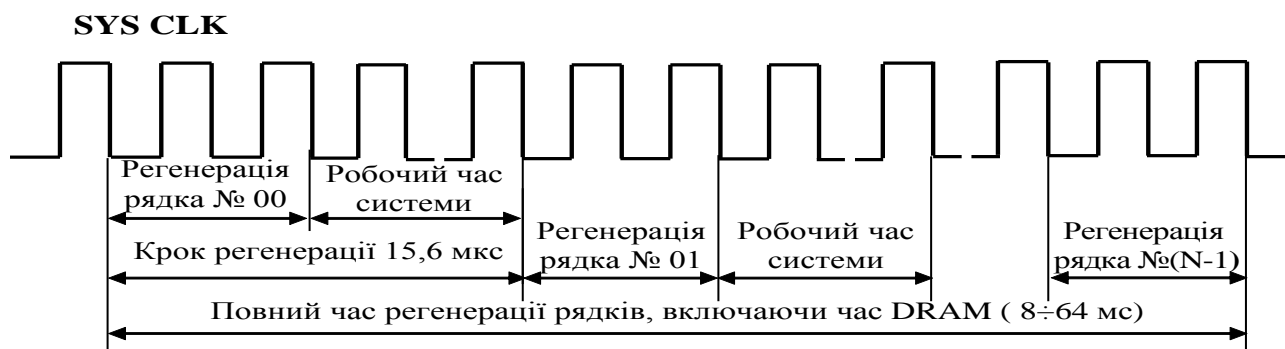 SYS CLK
Регенерація
рядка № 00
Робочий час
системи
Крок регенерації 15,6 мкс
Регенерація
рядка № 01
Робочий час
системи
Регенерація
рядка №(N-1)
Повний час регенерації рядків, включаючи час DRAM ( 8÷64 мс)